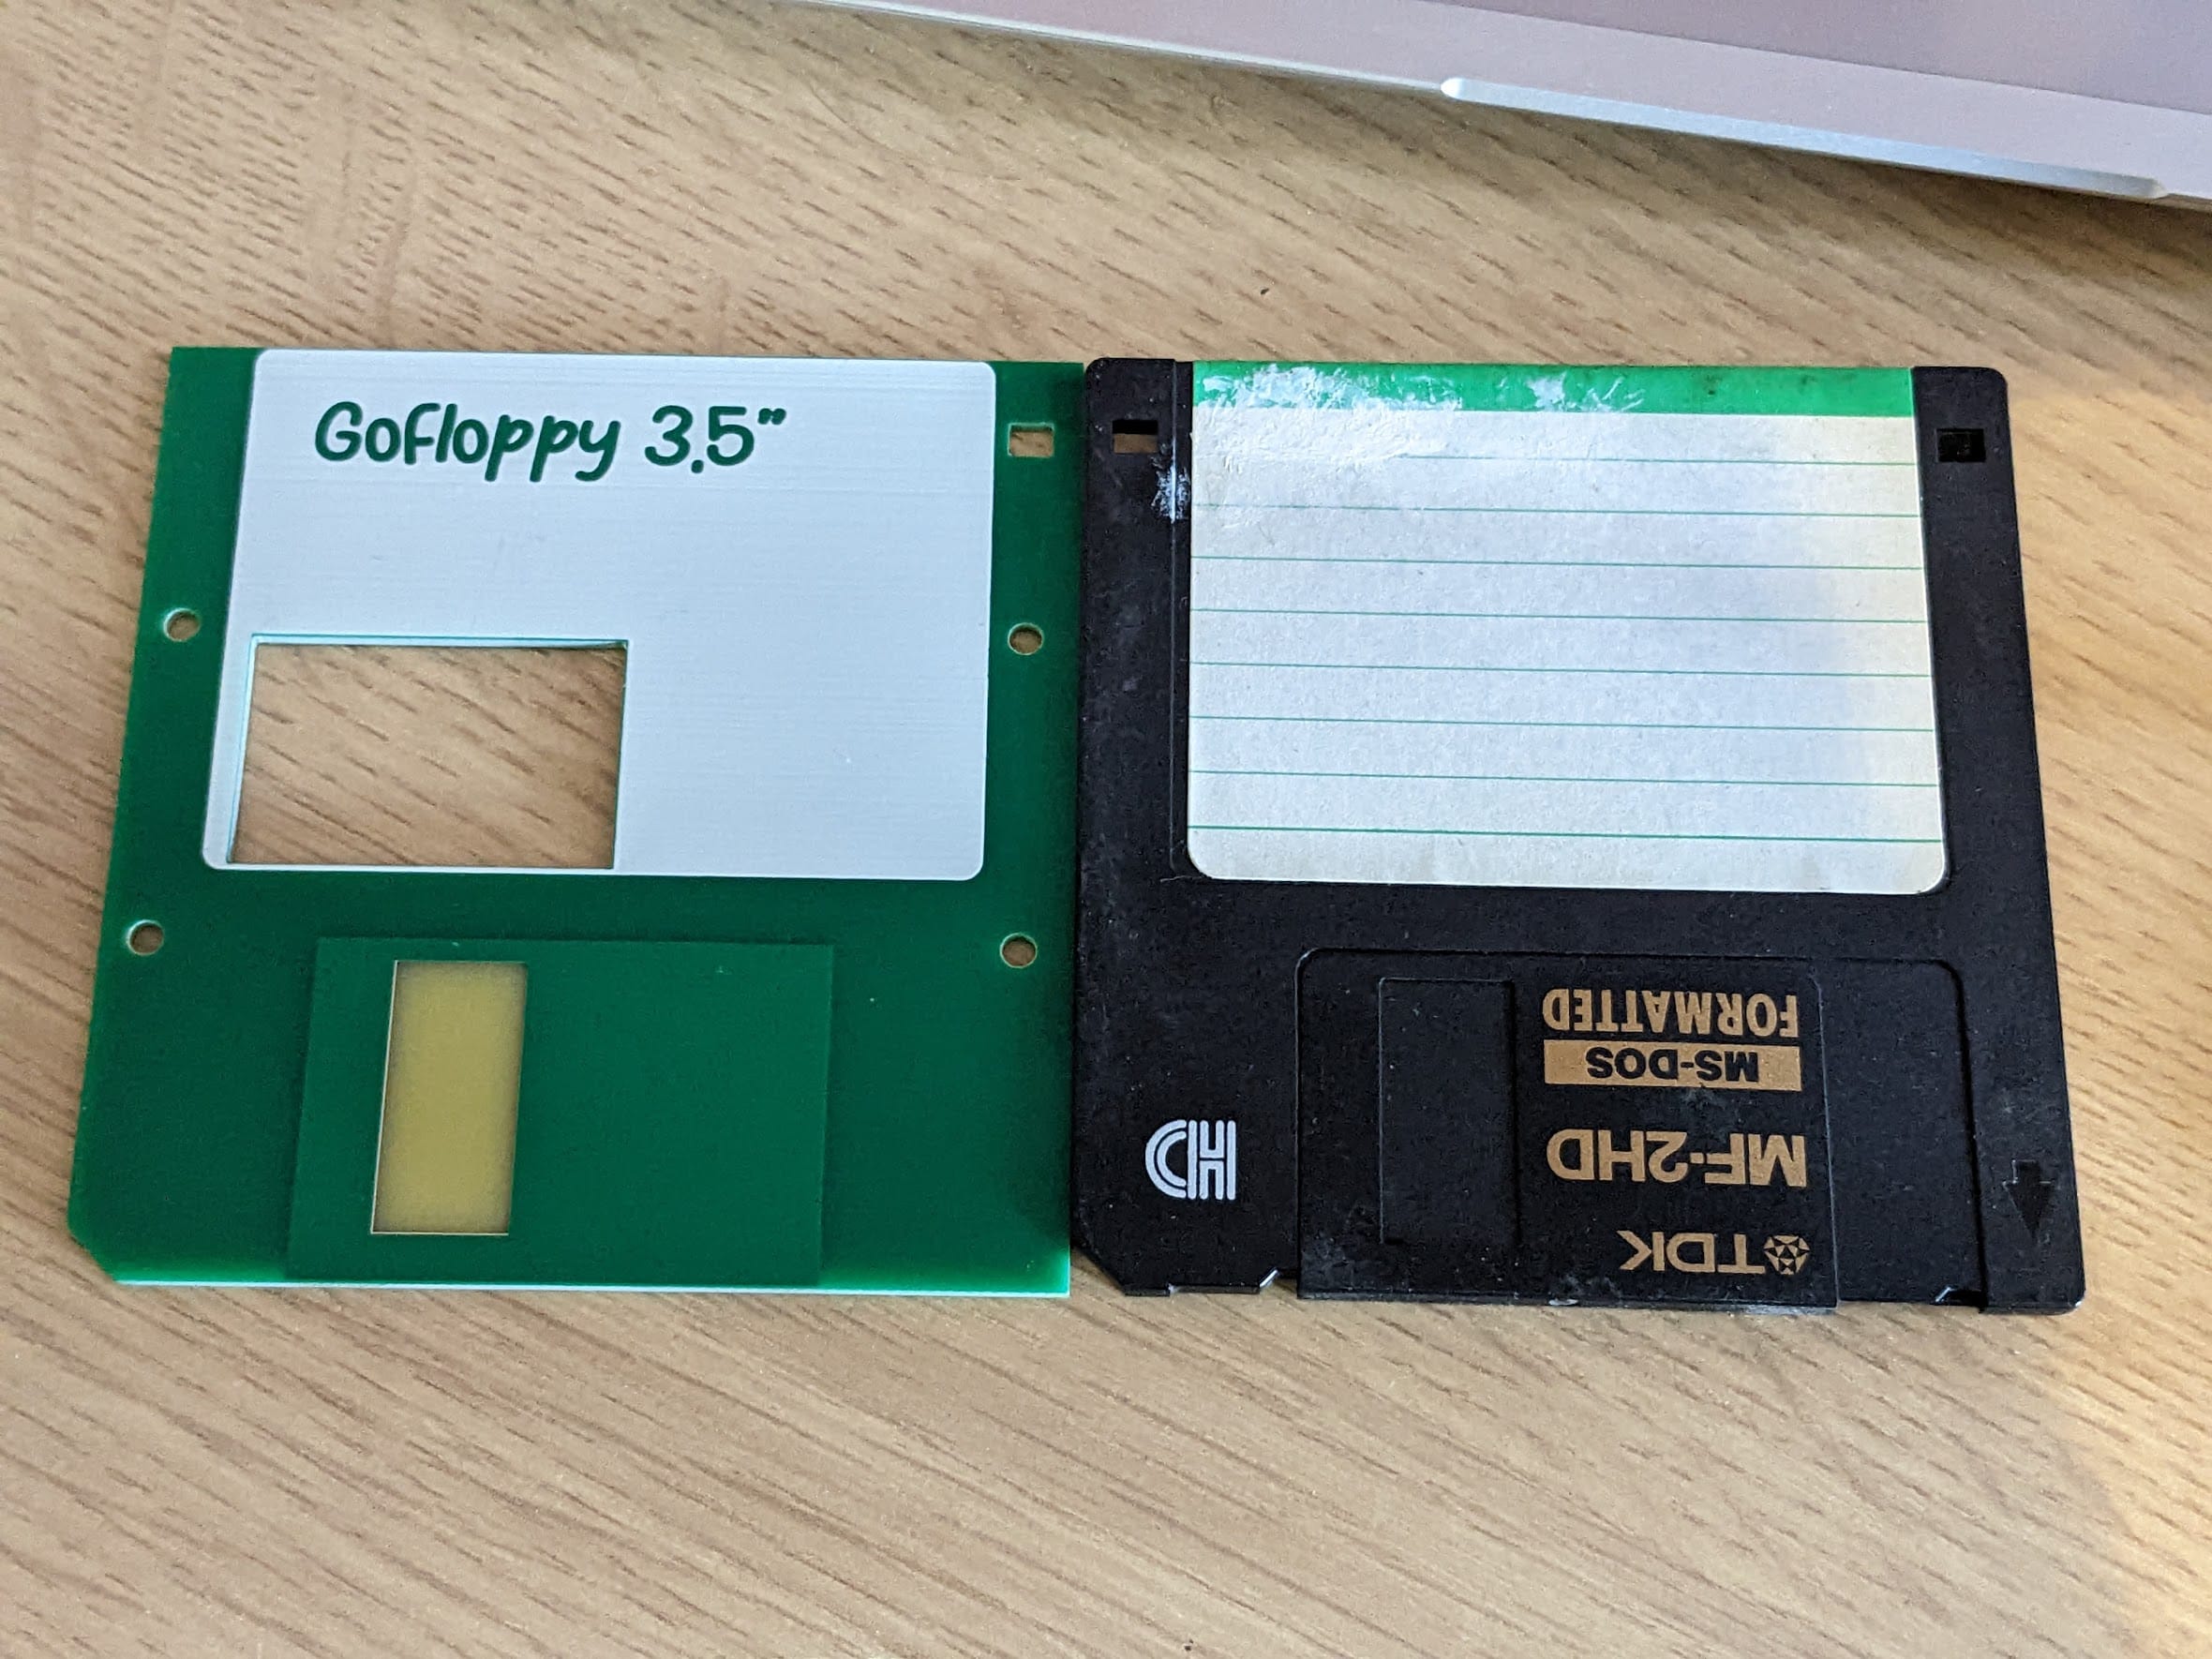 Gofloppy 3.5”
FORMATTED
MS-DOS
MF-2HD
TDK
HD